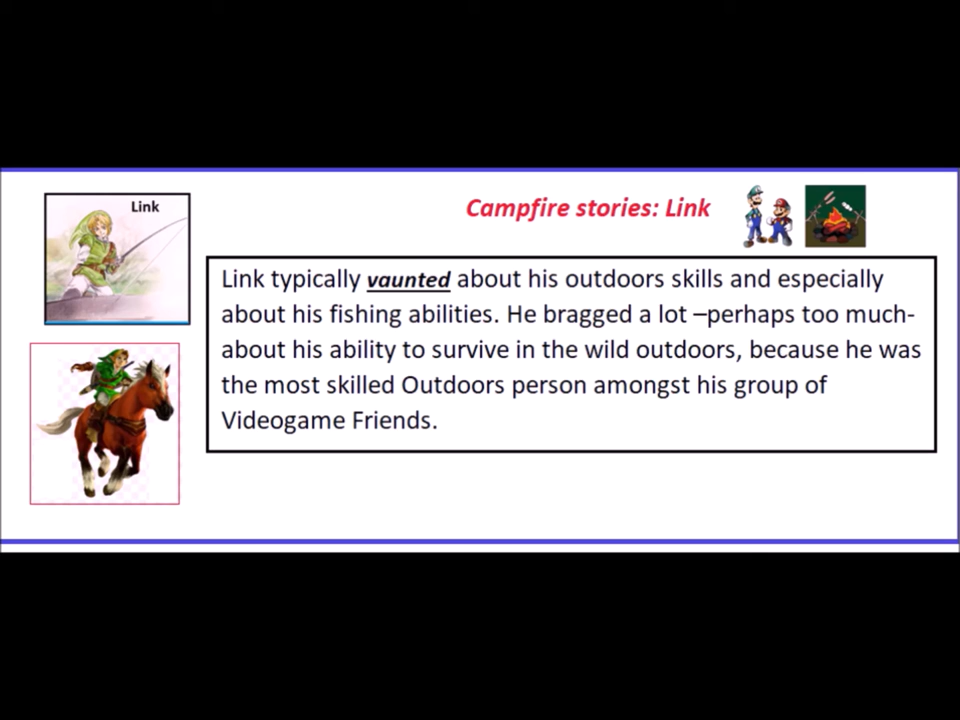 Link
Campfire stories: Link
Link typically vaunted about his outdoors skills and especially
about his fishing abilities. He bragged a lot –perhaps too much-
about his ability to survive in the wild outdoors, because he was
the most skilled Outdoors person amongst his group of
Videogame Friends.